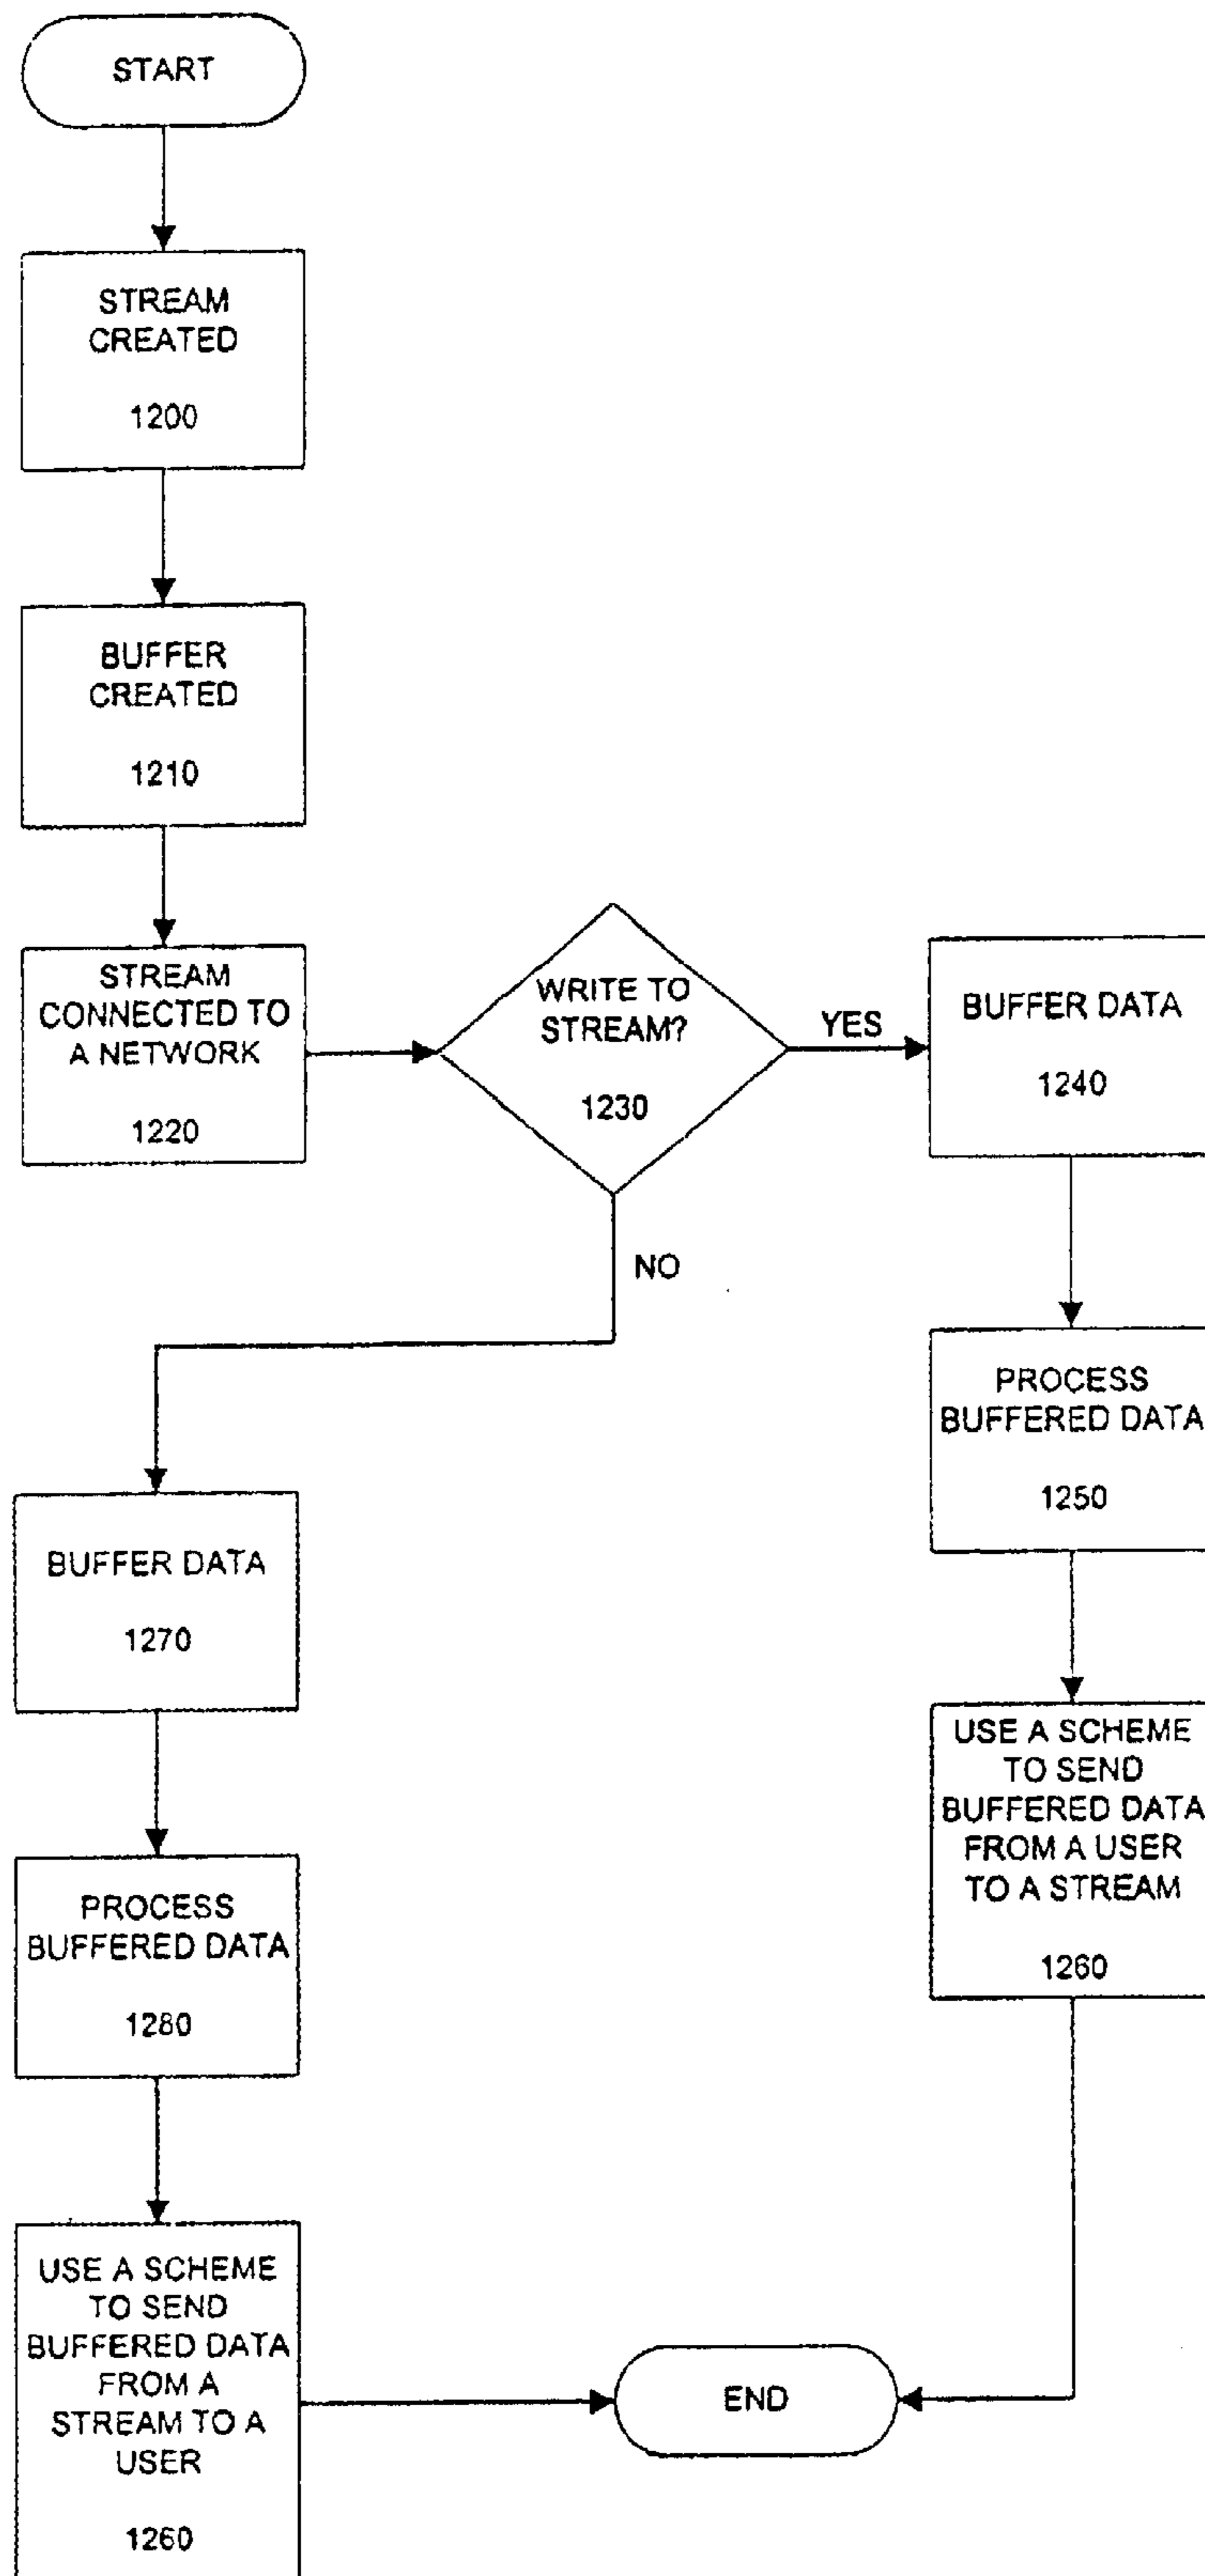 START
STREAM
CREATED
1200
BUFFER
CREATED
1210
STREAM
CONNECTED TO
A NETWORK
1220
WRITE TO
STREAM?
1230
YES
NO
BUFFER DATA
1240
PROCESS
BUFFERED DATA
1250
USE A SCHEME
TO SEND
BUFFERED DATA
FROM A USER
TO A STREAM
1260
BUFFER DATA
1270
PROCESS
BUFFERED DATA
1280
USE A SCHEME
TO SEND
BUFFERED DATA
FROM A
STREAM TO A
USER
1260
END